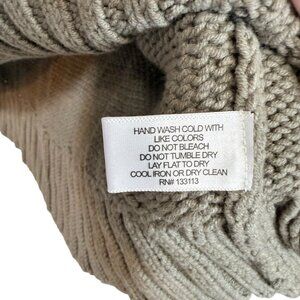 HAND WASH COLD WITH
LIKE COLORS
DO NOT BLEACH
DO NOT TUMBLE DRY
LAY FLAT TO DRY
COOL IRON OR DRY CLEAN
RN# 133113